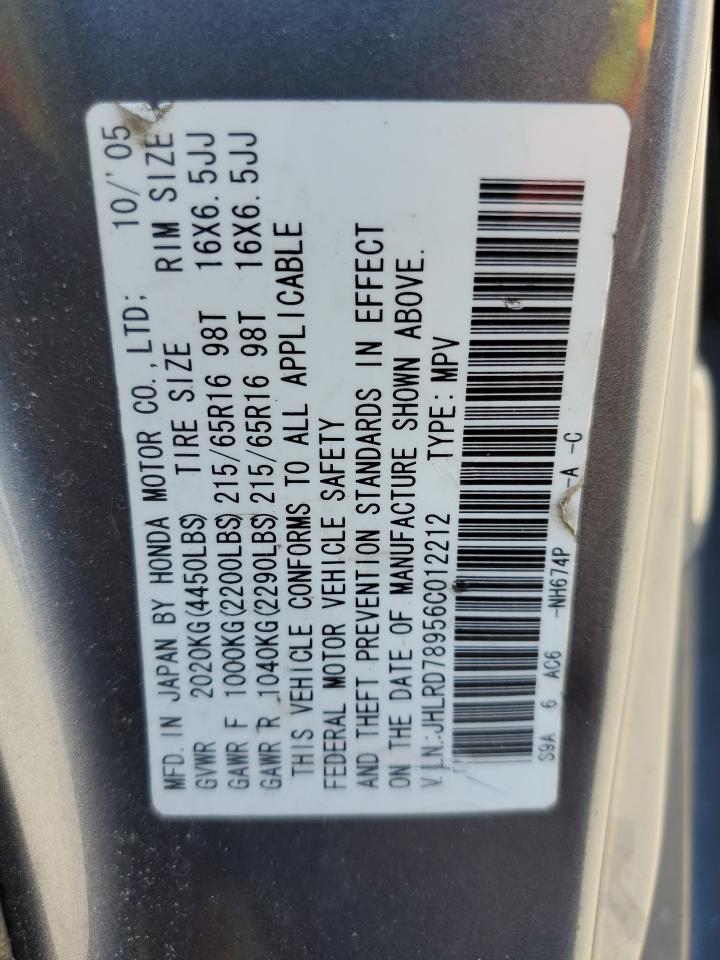 MFD. IN JAPAN BY HONDA MOTOR CO., LTD; 10/'05
GVWR 2020KG(4450LBS) TIRE SIZE RIM SIZE
GAWR F 1000KG(2200LBS) 215/65R16 98T 16X6.5JJ
GAWR R 1040KG(2290LBS) 215/65R16 98T 16X6.5JJ
THIS VEHICLE CONFORMS TO ALL APPLICABLE
FEDERAL MOTOR VEHICLE SAFETY
AND THEFT PREVENTION STANDARDS IN EFFECT
ON THE DATE OF MANUFACTURE SHOWN ABOVE.
V.I.N.:JHLRD78956C012212 TYPE: MPV
S9A 6 AC6 -NH674P -A -C